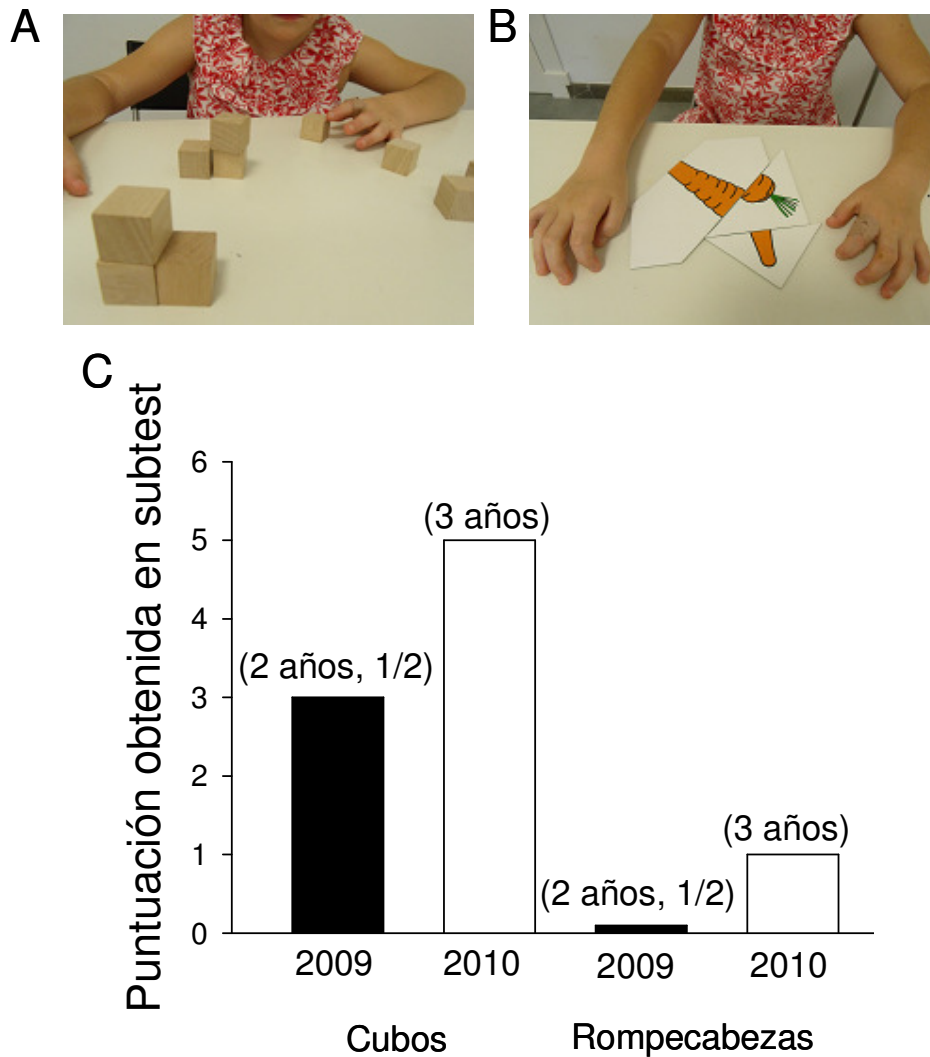 A
B
C
Puntuación obtenida en subtest
6
5
4
3
2
1
0
(2 años, 1/2)
(3 años)
(2 años, 1/2)
(3 años)
2009
2010
2009
2010
Cubos
Rompecabezas